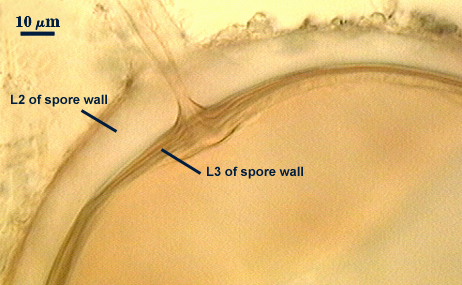 10 μm
L2 of spore wall
L3 of spore wall